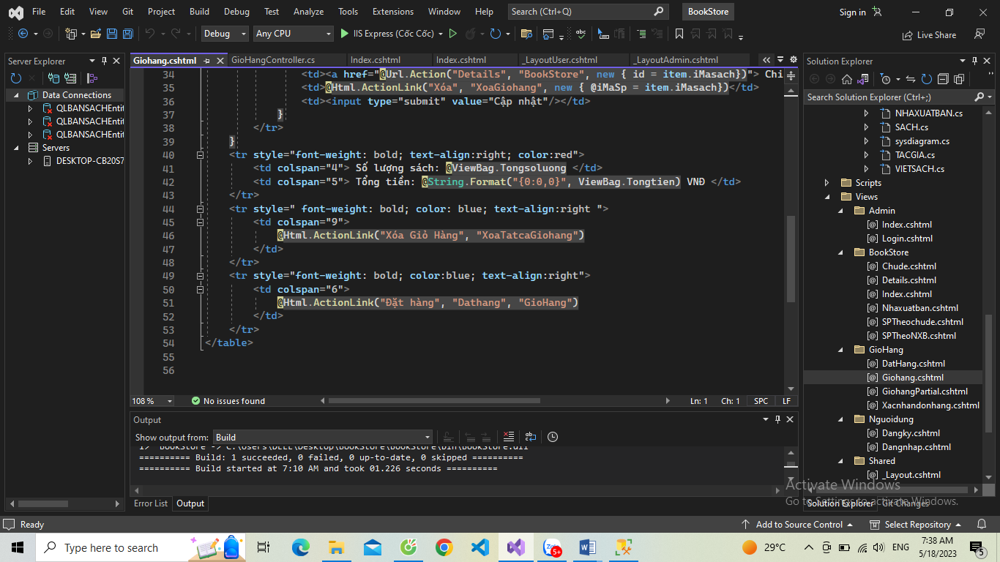 File Edit View Git Project Build Debug Test Analyze Tools Extensions Window Help Search (Ctrl+Q) BookStore Sign in
Debug Any CPU IIS Express (Cốc Cốc) Live Share
Server Explorer
Data Connections
QLBANSACHEntit
QLBANSACHEntit
QLBANSACHEntit
Servers
DESKTOP-CB20S7
Giohang.cshtml GioHangController.cs Index.cshtml Index.cshtml _LayoutUser.cshtml _LayoutAdmin.cshtml
34 <td><a href="@Url.Action("Details", "BookStore", new { id = item.iMasach})"> Chi
35 <td>@Html.ActionLink("Xóa", "XoaGiohang", new { @iMaSp = item.iMasach})</td>
36 <td><input type="submit" value="Cập nhật"/></td>
37 }
38 </tr>
39 }
40 <tr style="font-weight: bold; text-align:right; color:red">
41 <td colspan="4"> Số lượng sách: @ViewBag.Tongsoluong </td>
42 <td colspan="5"> Tổng tiền: @String.Format("{0:0,0}", ViewBag.Tongtien) VNĐ </td>
43 </tr>
44 <tr style=" font-weight: bold; color: blue; text-align:right ">
45 <td colspan="9">
46 @Html.ActionLink("Xóa Giỏ Hàng", "XoaTatcaGiohang")
47 </td>
48 </tr>
49 <tr style="font-weight: bold; color:blue; text-align:right">
50 <td colspan="6">
51 @Html.ActionLink("Đặt hàng", "Dathang", "GioHang")
52 </td>
53 </tr>
54 </table>
55
56
108 % No issues found Ln: 1 Ch: 1 SPC LF
Output
Show output from: Build
1> BookStore -> C:\Users\DELL\Desktop\BookStore\BookStore\bin\BookStore.dll
========== Build: 1 succeeded, 0 failed, 0 up-to-date, 0 skipped ==========
========== Build started at 7:10 AM and took 01.226 seconds ==========
Error List Output
Solution Explorer
Search Solution Explorer (Ctrl+;)
NHAXUATBAN.cs
SACH.cs
sysdiagram.cs
TACGIA.cs
VIETSACH.cs
Scripts
Views
Admin
Index.cshtml
Login.cshtml
BookStore
Chude.cshtml
Details.cshtml
Index.cshtml
Nhaxuatban.cshtml
SPTheochude.cshtml
SPTheoNXB.cshtml
GioHang
DatHang.cshtml
Giohang.cshtml
GiohangPartial.cshtml
Xacnhandonhang.cshtml
Nguoidung
Dangky.cshtml
Dangnhap.cshtml
Shared
_Layout.cshtml
Activate Windows
Go to Settings to activate Windows.
Solution Explorer Git Changes
Ready Add to Source Control Select Repository
Type here to search 5+ 29°C ENG 7:38 AM
5/18/2023 5